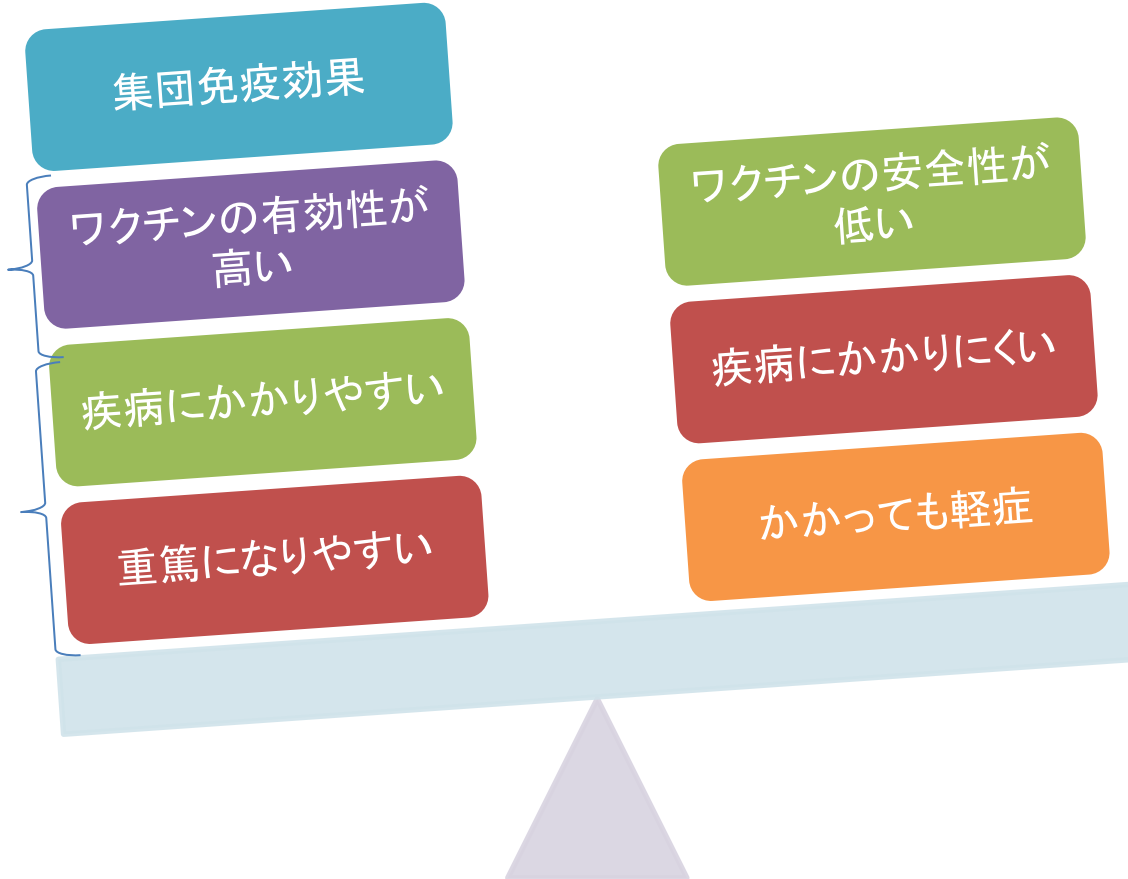 集団免疫効果
ワクチンの有効性が
高い
疾病にかかりやすい
重篤になりやすい
ワクチンの安全性が
低い
疾病にかかりにくい
かかっても軽症